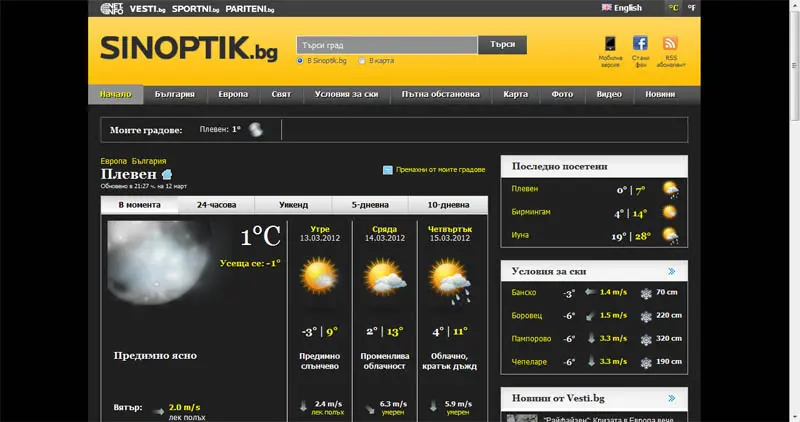 NET INFO VESTI.bg SPORTNI.bg PARITENI.bg English °C °F
SINOPTIK.bg
Търси град Търси
В Sinoptik.bg В карта
Мобилна версия Стани фен RSS абонамент
Начало България Европа Свят Условия за ски Пътна обстановка Карта Фото Видео Новини
Моите градове: Плевен: 1°
Европа България
Плевен
Обновено в 21:27 ч. на 12 март
Премахни от моите градове
В момента 24-часова Уикенд 5-дневна 10-дневна
1°C
Усеща се: -1°
Предимно ясно
Вятър: 2.0 m/s
лек полъх
Утре
13.03.2012
-3° | 9°
Предимно слънчево
2.4 m/s
лек полъх
Сряда
14.03.2012
2° | 13°
Променлива облачност
6.3 m/s
умерен
Четвъртък
15.03.2012
4° | 11°
Облачно, кратък дъжд
5.9 m/s
умерен
Последно посетени
Плевен 0° | 7°
Бирмингам 4° | 14°
Иуна 19° | 28°
Условия за ски
Банско -3° 1.4 m/s 70 cm
Боровец -6° 1.5 m/s 220 cm
Пампорово -6° 3.3 m/s 320 cm
Чепеларе -6° 3.3 m/s 190 cm
Новини от Vesti.bg
"Райфайзен": Кризата в Европа вече